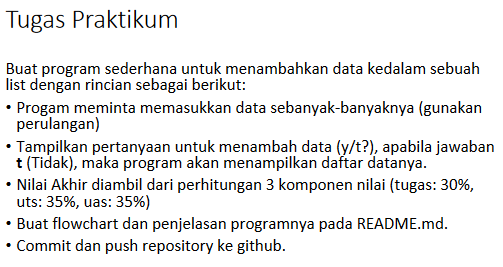 Tugas Praktikum
Buat program sederhana untuk menambahkan data kedalam sebuah
list dengan rincian sebagai berikut:
• Progam meminta memasukkan data sebanyak-banyaknya (gunakan
perulangan)
• Tampilkan pertanyaan untuk menambah data (y/t?), apabila jawaban
t (Tidak), maka program akan menampilkan daftar datanya.
• Nilai Akhir diambil dari perhitungan 3 komponen nilai (tugas: 30%,
uts: 35%, uas: 35%)
• Buat flowchart dan penjelasan programnya pada README.md.
• Commit dan push repository ke github.